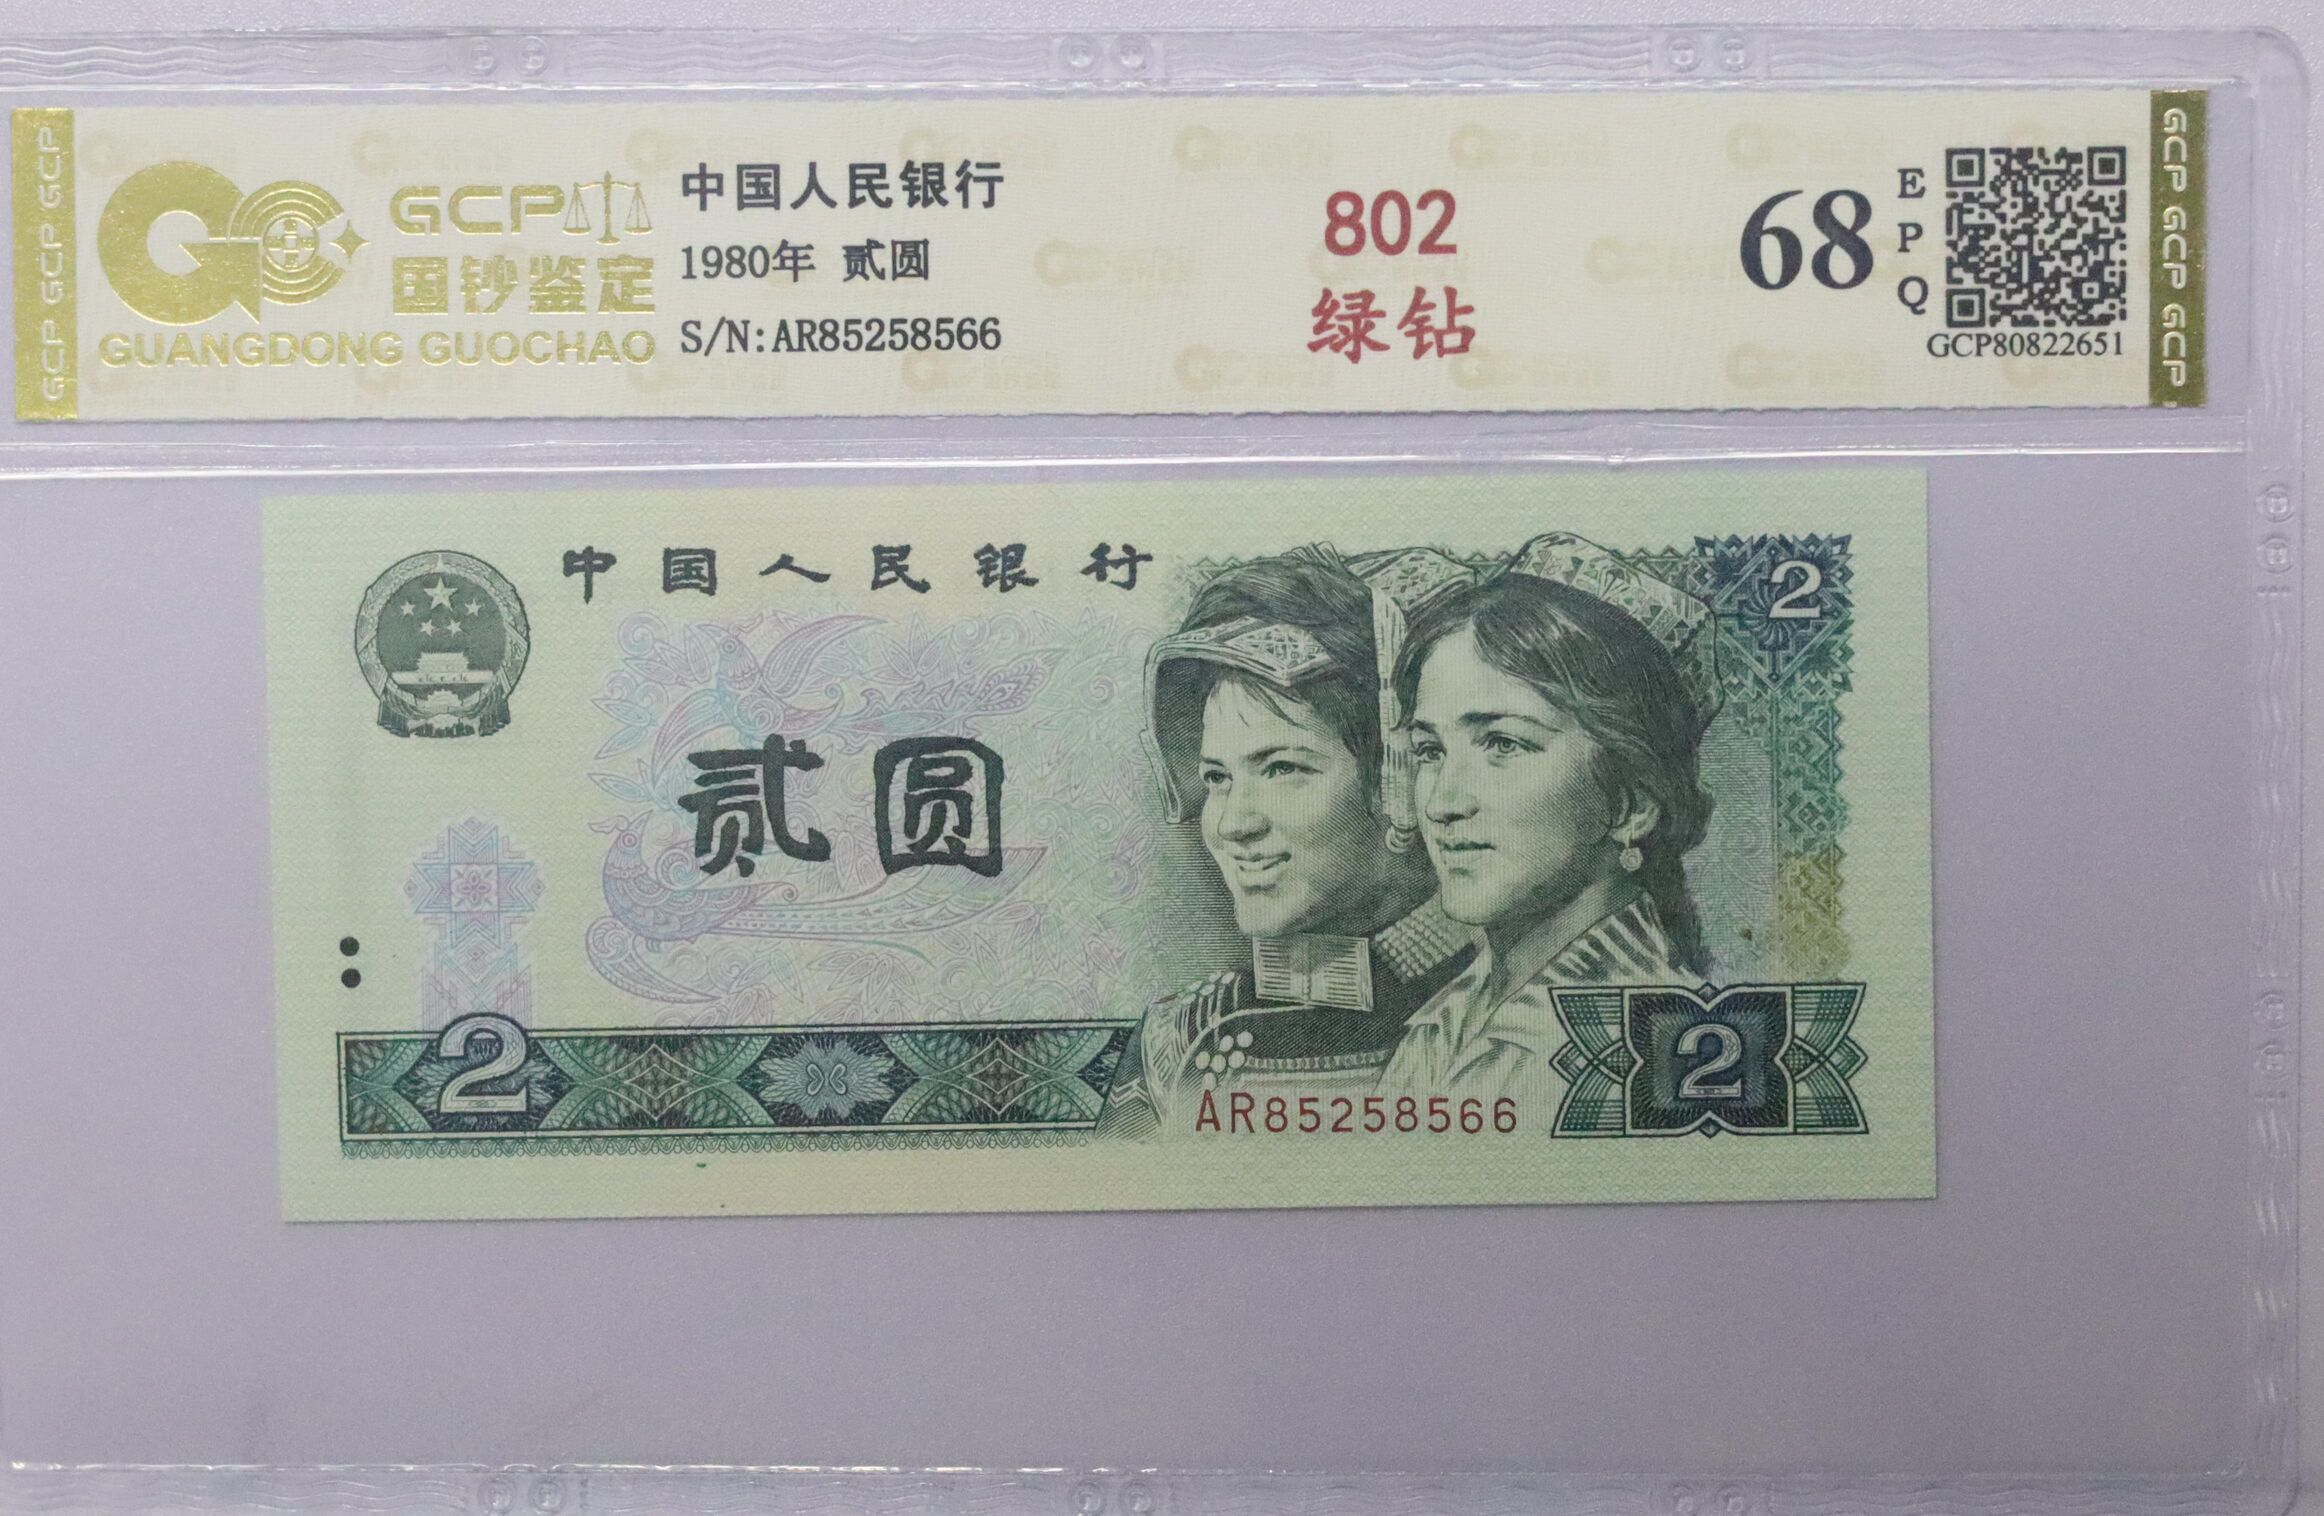 GCP GCP GCP
GCP
国钞鉴定
GUANGDONG GUOCHAO
中国人民银行
1980年 贰圆
S/N:AR85258566
802
绿钻
68
EPQ
GCP80822651
GCP GCP GCP
中国人民银行
2
贰圆
2
AR85258566
2